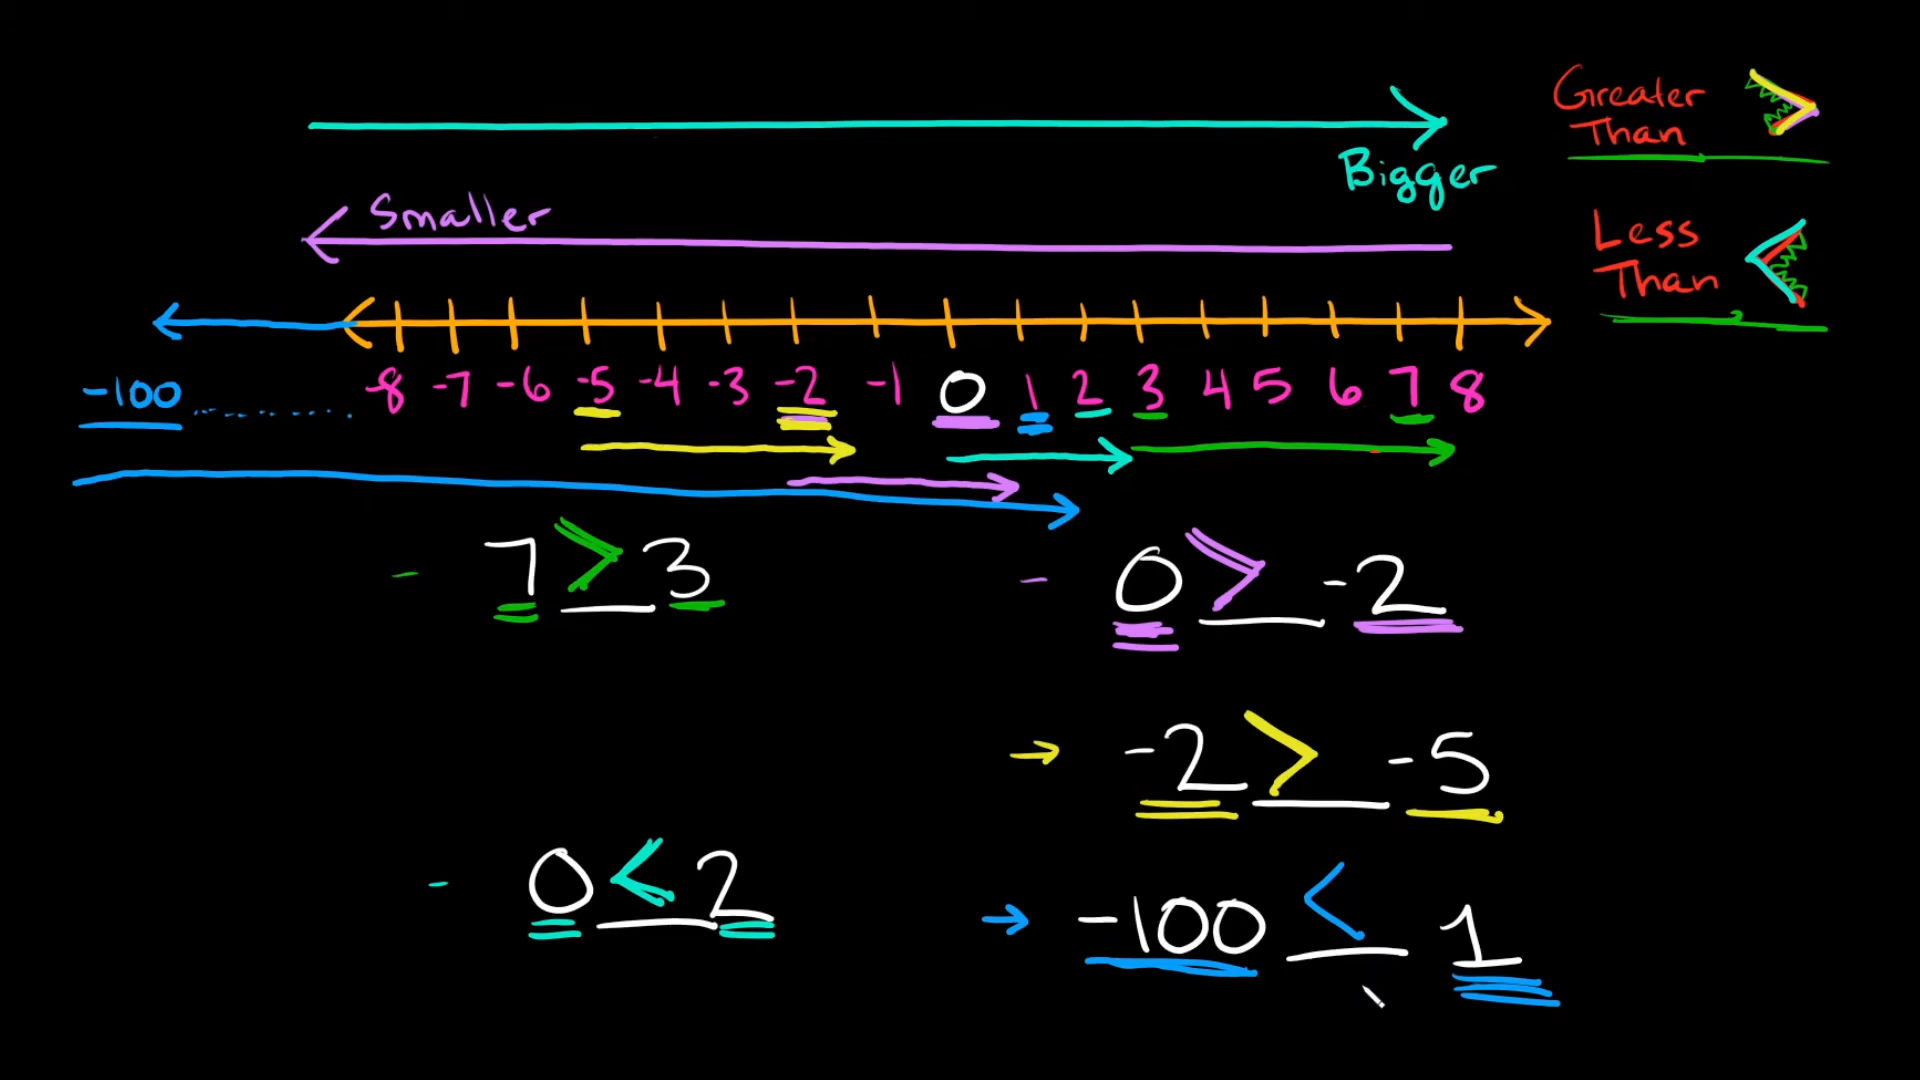 Greater
Than >
Bigger
Smaller
Less
Than <
-100 ........... -8 -7 -6 -5 -4 -3 -2 -1 0 1 2 3 4 5 6 7 8
- 7 > 3
- 0 > -2
→ -2 > -5
- 0 < 2
→ -100 < 1